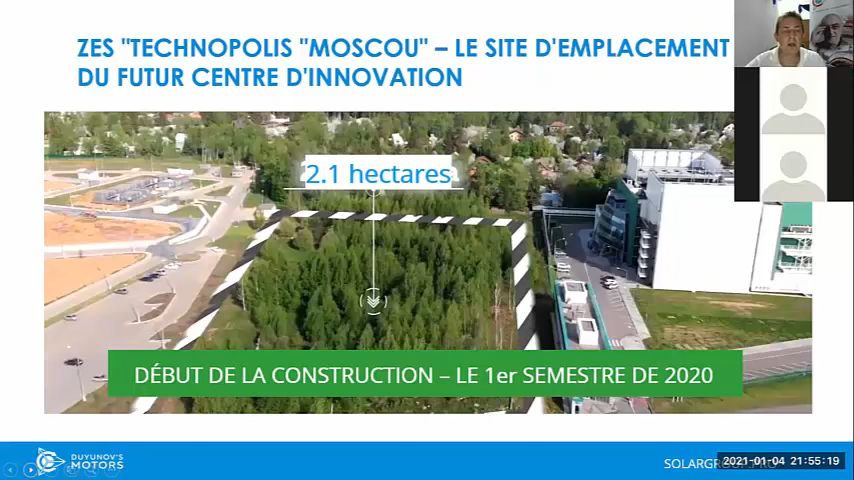 ZES "TECHNOPOLIS "MOSCOU" – LE SITE D'EMPLACEMENT
DU FUTUR CENTRE D'INNOVATION
2.1 hectares
DÉBUT DE LA CONSTRUCTION – LE 1er SEMESTRE DE 2020
DUYUNOV'S
MOTORS
SOLARGR
2021-01-04 21:55:19